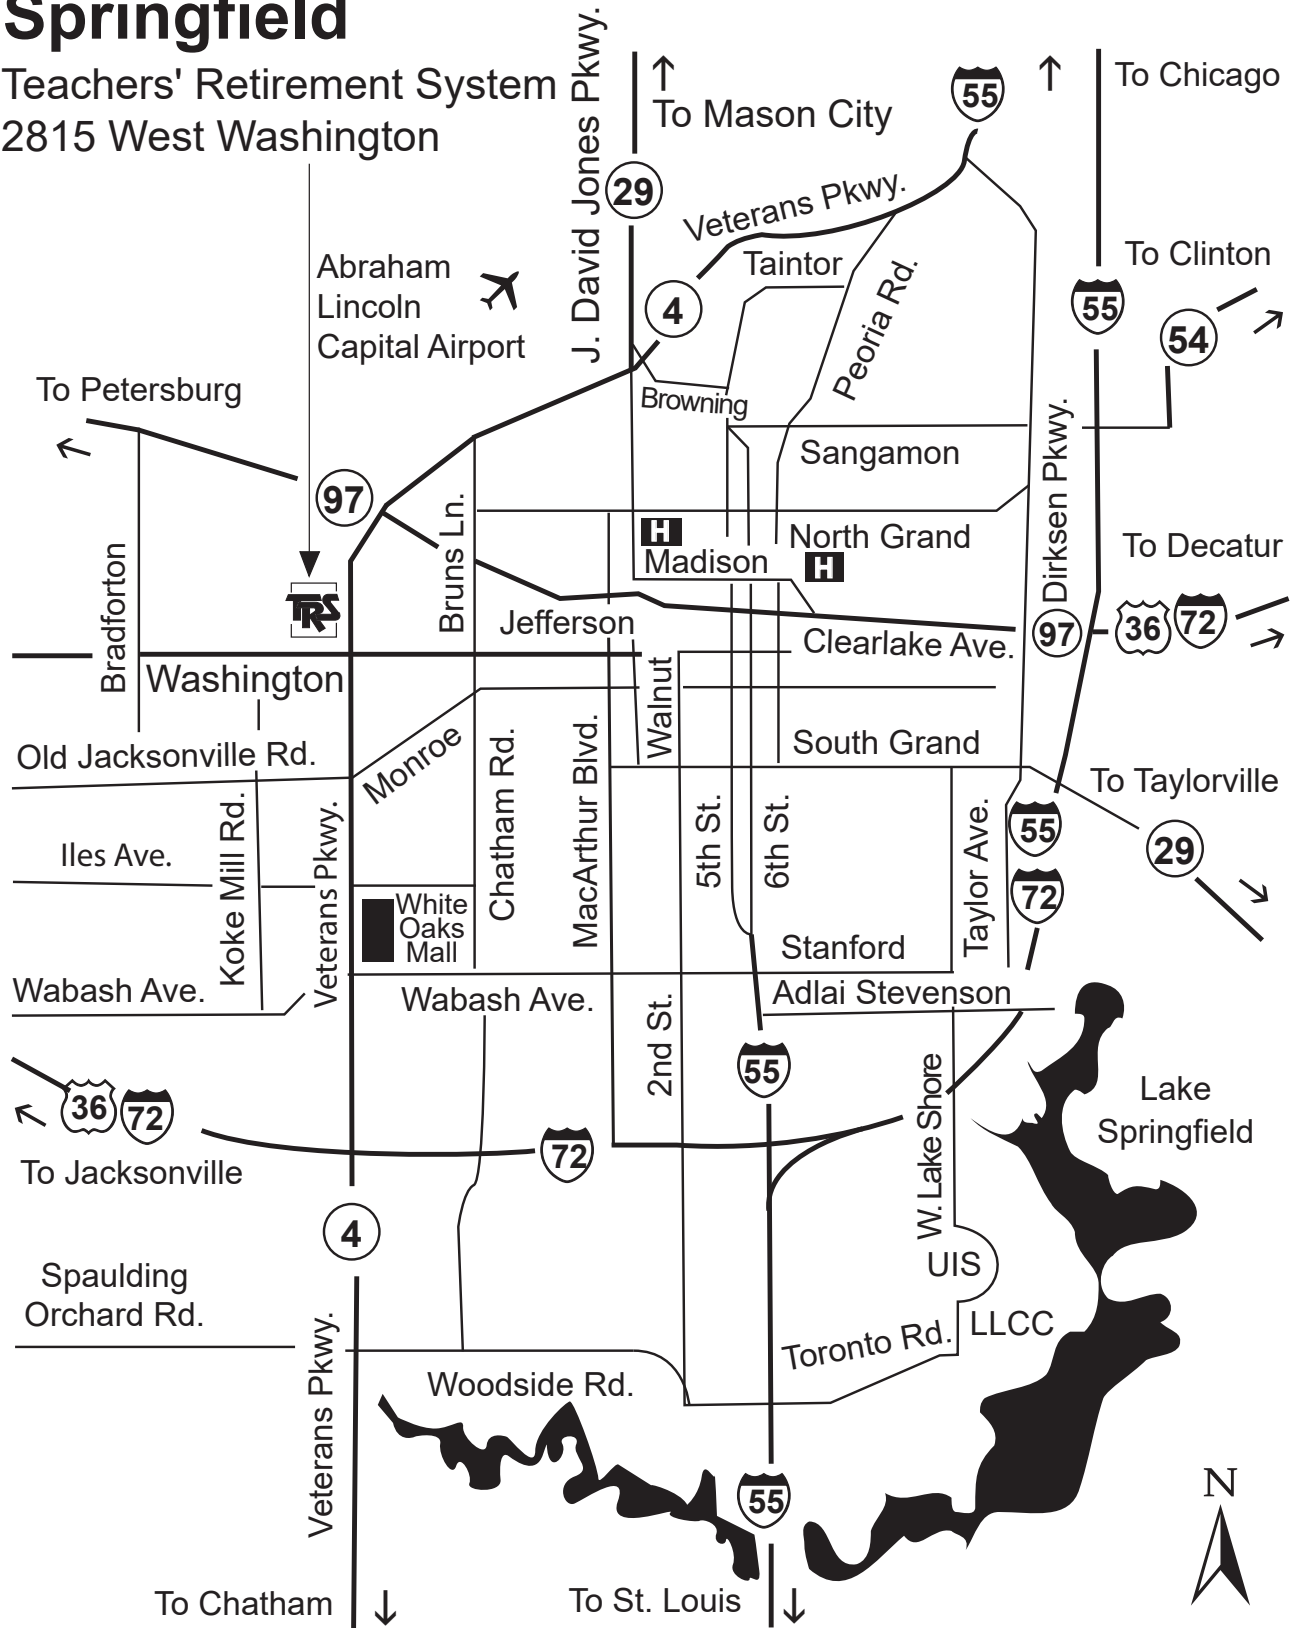 Springfield
Teachers' Retirement System
2815 West Washington
J. David Jones Pkwy.
To Mason City
55
To Chicago
29
Veterans Pkwy.
Abraham
Lincoln
Capital Airport
4
Taintor
Peoria Rd.
To Clinton
55
54
To Petersburg
Browning
Sangamon
Dirksen Pkwy.
97
Bruns Ln.
H
Madison
North Grand
H
To Decatur
Bradforton
TRS
Jefferson
Clearlake Ave.
97
36
72
Washington
Walnut
Old Jacksonville Rd.
Monroe
Chatham Rd.
MacArthur Blvd.
South Grand
To Taylorville
Koke Mill Rd.
Veterans Pkwy.
5th St.
6th St.
Taylor Ave.
55
29
Iles Ave.
72
White
Oaks
Mall
Stanford
Wabash Ave.
Wabash Ave.
Adlai Stevenson
2nd St.
55
W. Lake Shore
Lake
Springfield
36
72
72
To Jacksonville
4
UIS
Spaulding
Orchard Rd.
LLCC
Toronto Rd.
Veterans Pkwy.
Woodside Rd.
55
N
To Chatham
To St. Louis